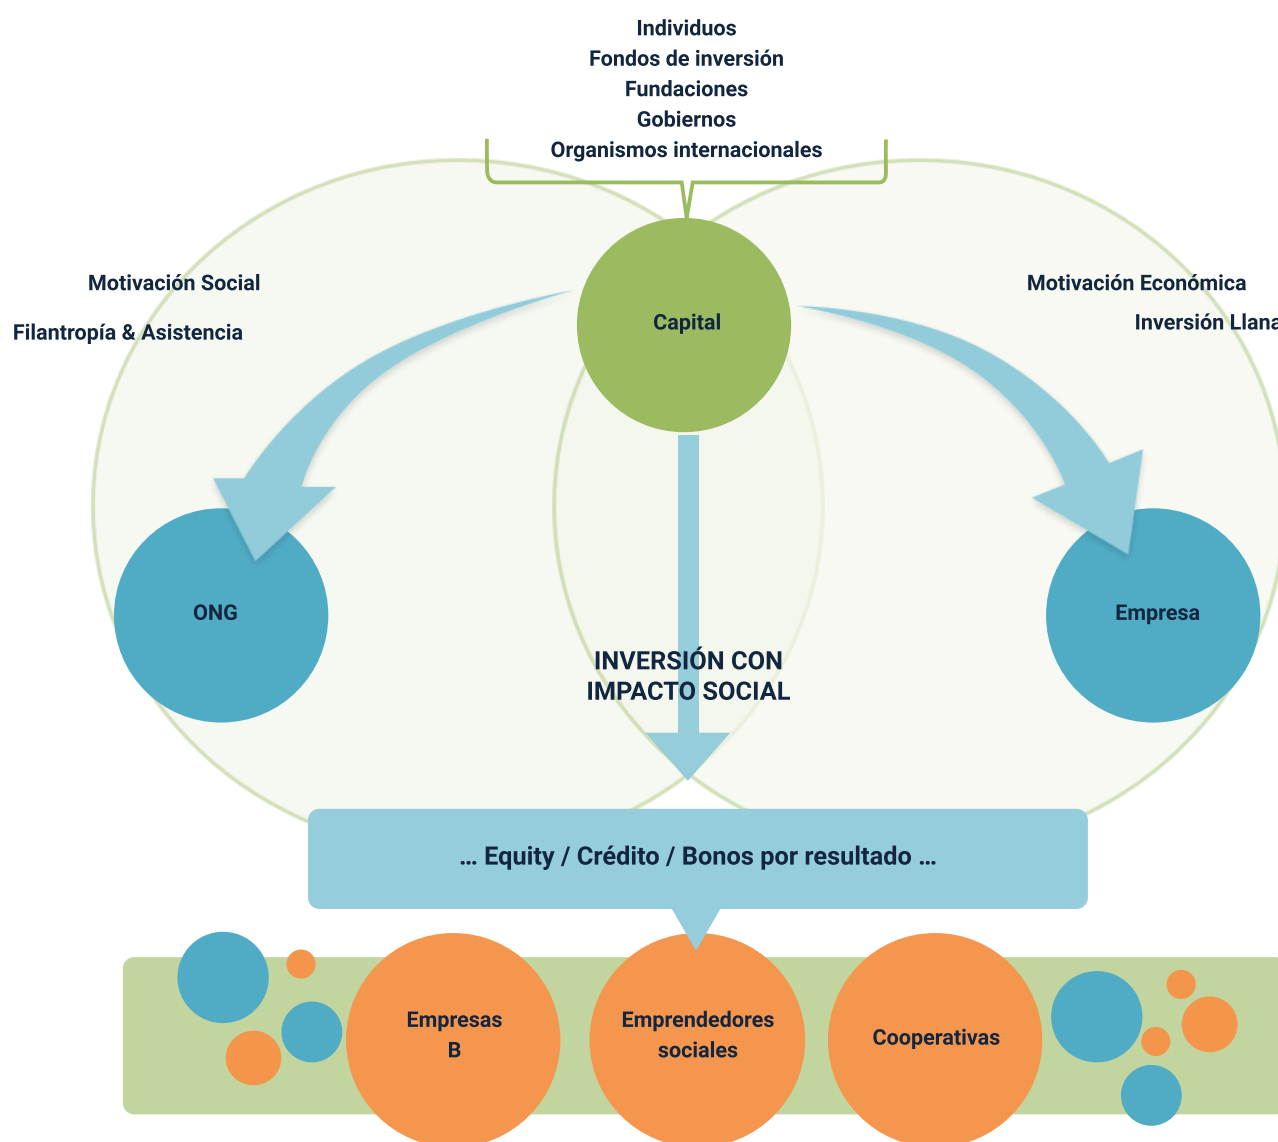 Individuos
Fondos de inversión
Fundaciones
Gobiernos
Organismos internacionales
Motivación Social
Motivación Económica
Filantropía & Asistencia
Capital
Inversión Llana
ONG
Empresa
INVERSIÓN CON
IMPACTO SOCIAL
... Equity / Crédito / Bonos por resultado ...
Empresas
B
Emprendedores
sociales
Cooperativas